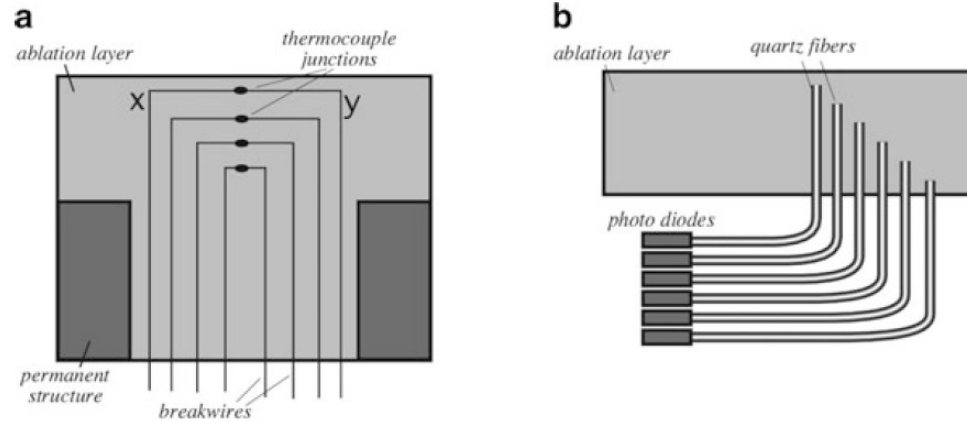 a
thermocouple
junctions
ablation layer
x
y
permanent
structure
breakwires
b
quartz fibers
ablation layer
photo diodes